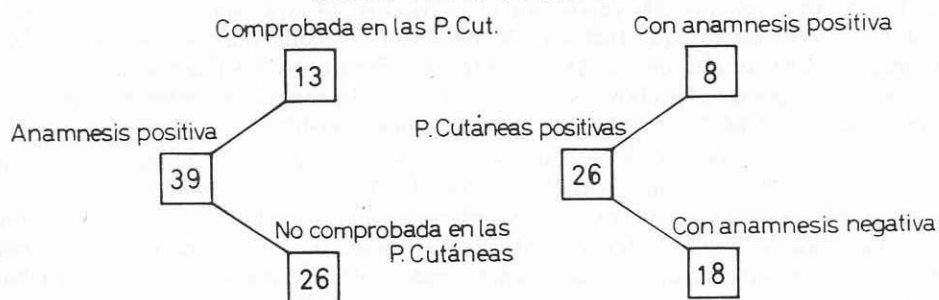 Comprobada en las P. Cut.
13
Anamnesis positiva
39
No comprobada en las
P. Cutáneas
26
Con anamnesis positiva
8
P. Cutáneas positivas
26
Con anamnesis negativa
18